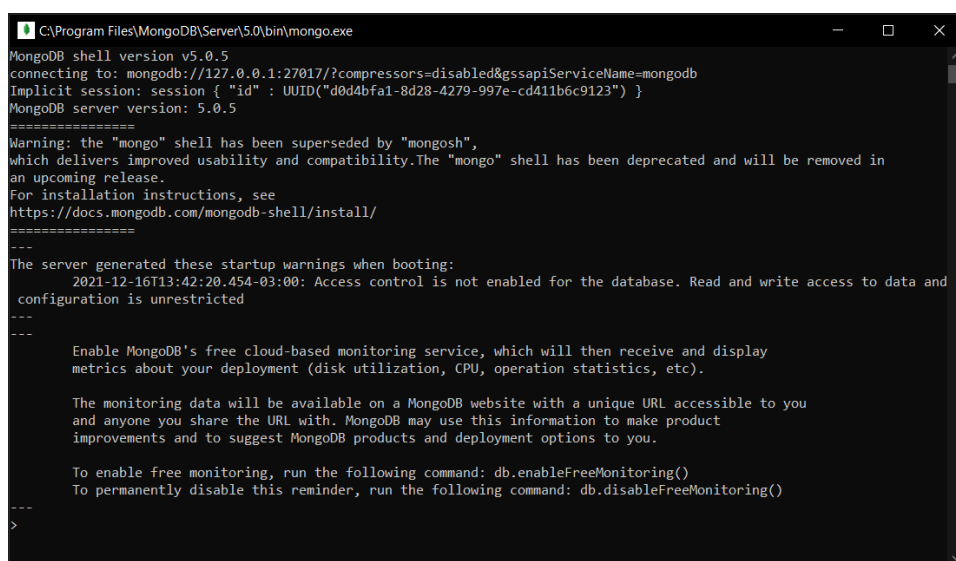 C:\Program Files\MongoDB\Server\5.0\bin\mongo.exe
MongoDB shell version v5.0.5
connecting to: mongodb://127.0.0.1:27017/?compressors=disabled&gssapiServiceName=mongodb
Implicit session: session { "id" : UUID("d0d4bfa1-8d28-4279-997e-cd411b6c9123") }
MongoDB server version: 5.0.5
================
Warning: the "mongo" shell has been superseded by "mongosh",
which delivers improved usability and compatibility.The "mongo" shell has been deprecated and will be removed in
an upcoming release.
For installation instructions, see
https://docs.mongodb.com/mongodb-shell/install/
================
---
The server generated these startup warnings when booting:
        2021-12-16T13:42:20.454-03:00: Access control is not enabled for the database. Read and write access to data and
 configuration is unrestricted
---
---
        Enable MongoDB's free cloud-based monitoring service, which will then receive and display
        metrics about your deployment (disk utilization, CPU, operation statistics, etc).

        The monitoring data will be available on a MongoDB website with a unique URL accessible to you
        and anyone you share the URL with. MongoDB may use this information to make product
        improvements and to suggest MongoDB products and deployment options to you.

        To enable free monitoring, run the following command: db.enableFreeMonitoring()
        To permanently disable this reminder, run the following command: db.disableFreeMonitoring()
---
>